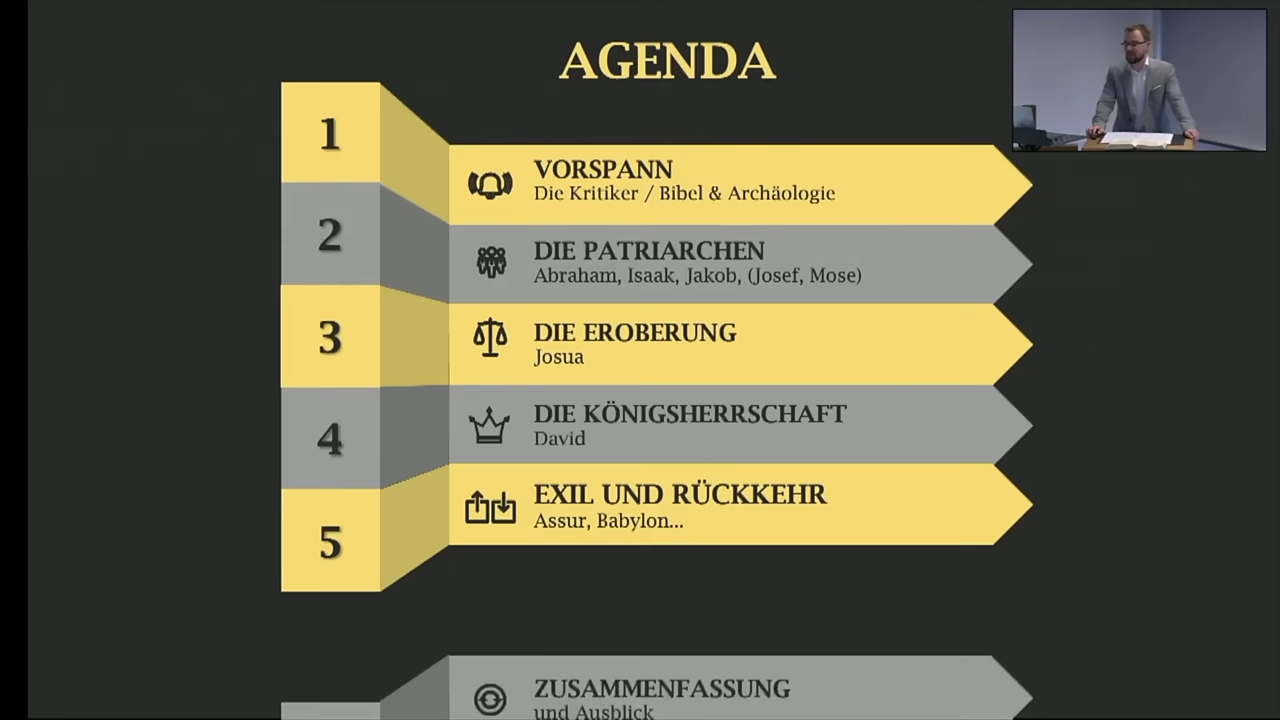 AGENDA
1
VORSPANN
Die Kritiker / Bibel & Archäologie
2
DIE PATRIARCHEN
Abraham, Isaak, Jakob, (Josef, Mose)
3
DIE EROBERUNG
Josua
4
DIE KÖNIGSHERRSCHAFT
David
5
EXIL UND RÜCKKEHR
Assur, Babylon...
ZUSAMMENFASSUNG
und Ausblick